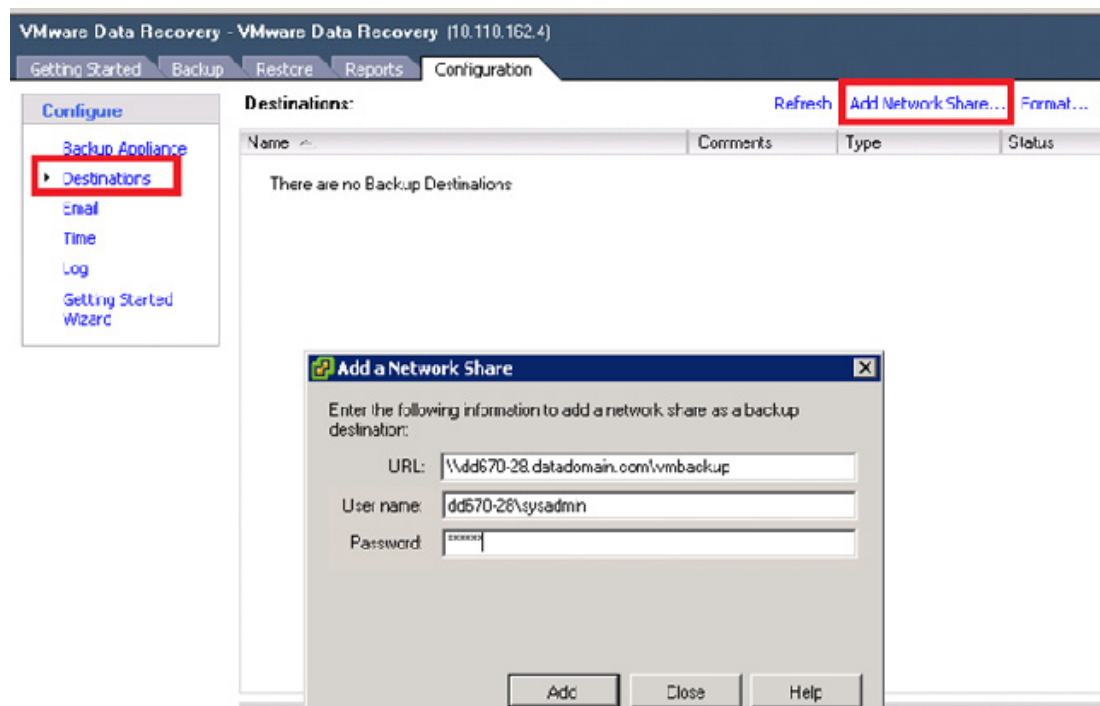 VMware Data Recovery - VMware Data Recovery (10.110.162.4)
Getting Started Backup Restore Reports Configuration
Configure
Backup Appliance
Destinations
Email
Time
Log
Getting Started
Wizard
Destinations:
Refresh Add Network Share... Format...
Name Comments Type Status
There are no Backup Destinations
Add a Network Share
Enter the following information to add a network share as a backup
destination:
URL: \\dd670-28.datadomain.com\vmbackup
User name: dd670-28\sysadmin
Password: ******
Add Close Help